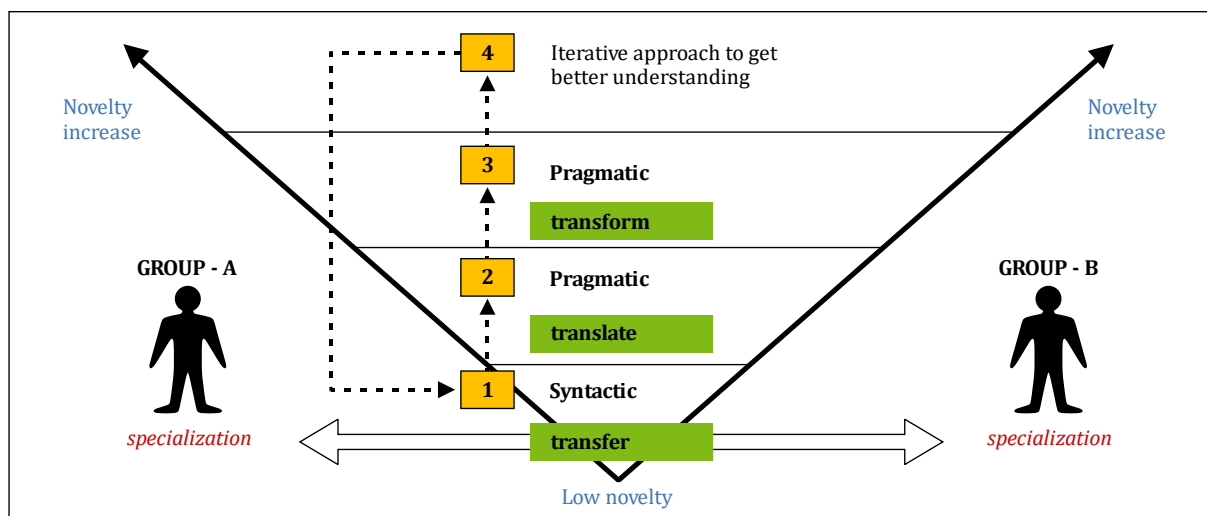 4
Iterative approach to get
better understanding
Novelty
increase
Novelty
increase
3
Pragmatic
transform
GROUP - A
2
Pragmatic
GROUP - B
translate
1
Syntactic
specialization
transfer
specialization
Low novelty